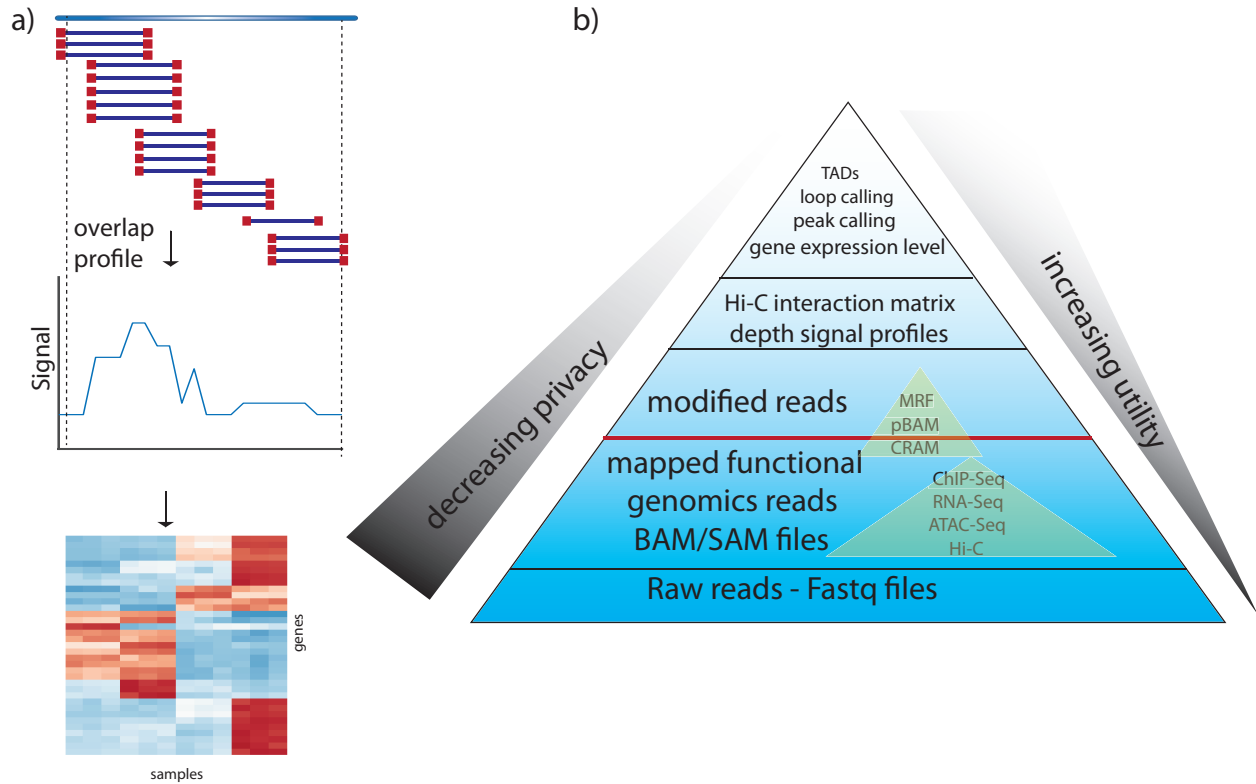 a)
overlap
profile
Signal
genes
samples
b)
TADs
loop calling
peak calling
gene expression level
Hi-C interaction matrix
depth signal profiles
modified reads
MRF
pBAM
CRAM
mapped functional
genomics reads
BAM/SAM files
ChIP-Seq
RNA-Seq
ATAC-Seq
Hi-C
Raw reads - Fastq files
decreasing privacy
increasing utility